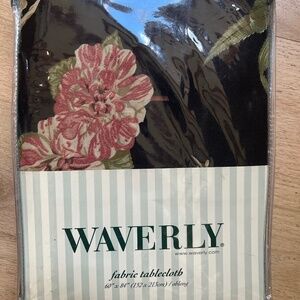 WAVERLY®
www.waverly.com
fabric tablecloth
60" x 84" (152 x 213cm) / oblong